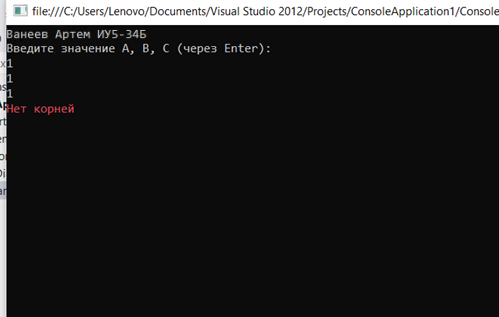 file:///C:/Users/Lenovo/Documents/Visual Studio 2012/Projects/ConsoleApplication1/Console
Ванеев Артем ИУ5-34Б
Введите значение A, B, C (через Enter):
1
1
1
Нет корней